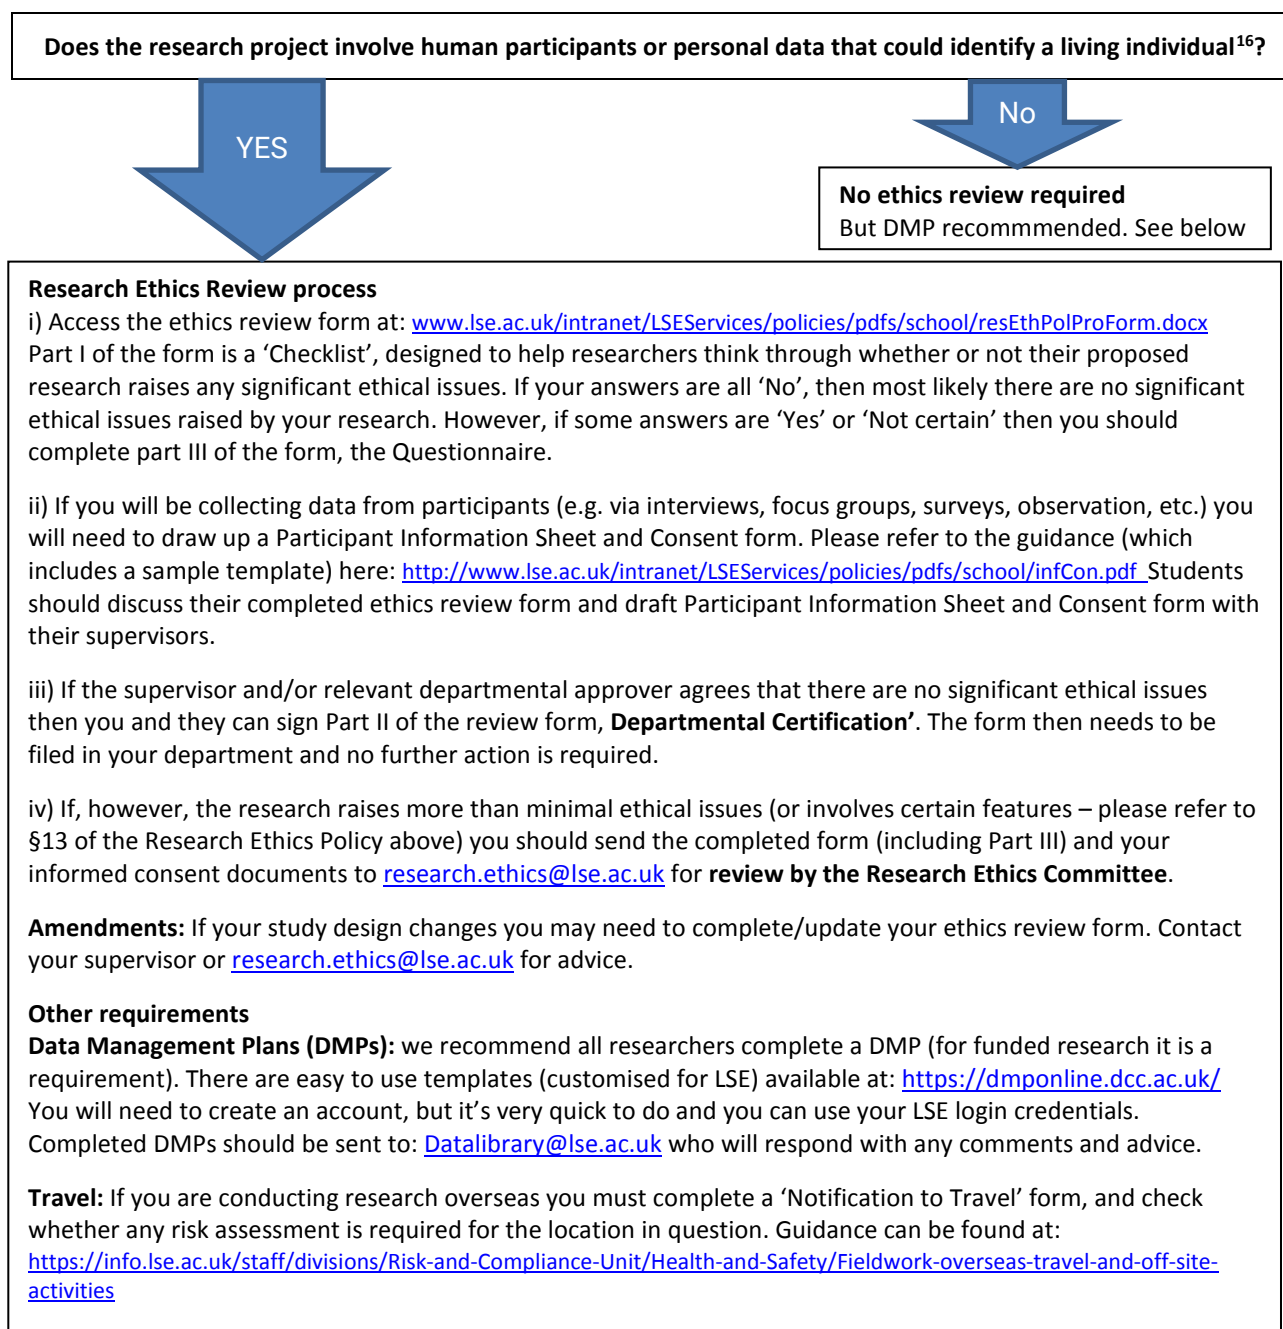 Does the research project involve human participants or personal data that could identify a living individual16?
YES
No
No ethics review required
But DMP recommmended. See below
Research Ethics Review process
i) Access the ethics review form at: www.lse.ac.uk/intranet/LSEServices/policies/pdfs/school/resEthPolProForm.docx
Part I of the form is a ‘Checklist’, designed to help researchers think through whether or not their proposed
research raises any significant ethical issues. If your answers are all ‘No’, then most likely there are no significant
ethical issues raised by your research. However, if some answers are ‘Yes’ or ‘Not certain’ then you should
complete part III of the form, the Questionnaire.
ii) If you will be collecting data from participants (e.g. via interviews, focus groups, surveys, observation, etc.) you
will need to draw up a Participant Information Sheet and Consent form. Please refer to the guidance (which
includes a sample template) here: http://www.lse.ac.uk/intranet/LSEServices/policies/pdfs/school/infCon.pdf Students
should discuss their completed ethics review form and draft Participant Information Sheet and Consent form with
their supervisors.
iii) If the supervisor and/or relevant departmental approver agrees that there are no significant ethical issues
then you and they can sign Part II of the review form, Departmental Certification’. The form then needs to be
filed in your department and no further action is required.
iv) If, however, the research raises more than minimal ethical issues (or involves certain features – please refer to
§13 of the Research Ethics Policy above) you should send the completed form (including Part III) and your
informed consent documents to research.ethics@lse.ac.uk for review by the Research Ethics Committee.
Amendments: If your study design changes you may need to complete/update your ethics review form. Contact
your supervisor or research.ethics@lse.ac.uk for advice.
Other requirements
Data Management Plans (DMPs): we recommend all researchers complete a DMP (for funded research it is a
requirement). There are easy to use templates (customised for LSE) available at: https://dmponline.dcc.ac.uk/
You will need to create an account, but it’s very quick to do and you can use your LSE login credentials.
Completed DMPs should be sent to: Datalibrary@lse.ac.uk who will respond with any comments and advice.
Travel: If you are conducting research overseas you must complete a ‘Notification to Travel’ form, and check
whether any risk assessment is required for the location in question. Guidance can be found at:
https://info.lse.ac.uk/staff/divisions/Risk-and-Compliance-Unit/Health-and-Safety/Fieldwork-overseas-travel-and-off-site-
activities